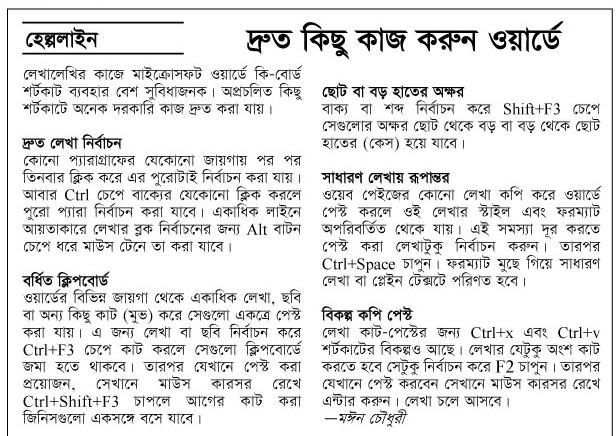 হেল্পলাইন
দ্রুত কিছু কাজ করুন ওয়ার্ডে
লেখালেখির কাজে মাইক্রোসফট ওয়ার্ডে কি-বোর্ড
শর্টকাট ব্যবহার বেশ সুবিধাজনক। অপ্রচলিত কিছু
শর্টকাটে অনেক দরকারি কাজ দ্রুত করা যায়।
দ্রুত লেখা নির্বাচন
কোনো প্যারাগ্রাফের যেকোনো জায়গায় পর পর
তিনবার ক্লিক করে এর পুরোটাই নির্বাচন করা যায়।
আবার Ctrl চেপে বাক্যের যেকোনো ক্লিক করলে
পুরো প্যারা নির্বাচন করা যাবে। একাধিক লাইনে
আয়তাকারে লেখার ব্লক নির্বাচনের জন্য Alt বাটন
চেপে ধরে মাউস টেনে তা করা যাবে।
বর্ধিত ক্লিপবোর্ড
ওয়ার্ডের বিভিন্ন জায়গা থেকে একাধিক লেখা, ছবি
বা অন্য কিছু কাট (মুভ) করে সেগুলো একত্রে পেস্ট
করা যায়। এ জন্য লেখা বা ছবি নির্বাচন করে
Ctrl+F3 চেপে কাট করলে সেগুলো ক্লিপবোর্ডে
জমা হতে থাকবে। তারপর যেখানে পেস্ট করা
প্রয়োজন, সেখানে মাউস কারসর রেখে
Ctrl+Shift+F3 চাপলে আগের কাট করা
জিনিসগুলো একসঙ্গে বসে যাবে।
ছোট বা বড় হাতের অক্ষর
বাক্য বা শব্দ নির্বাচন করে Shift+F3 চেপে
সেগুলোর অক্ষর ছোট থেকে বড় বা বড় থেকে ছোট
হাতের (কেস) হয়ে যাবে।
সাধারণ লেখায় রূপান্তর
ওয়েব পেইজের কোনো লেখা কপি করে ওয়ার্ডে
পেস্ট করলে ওই লেখার স্টাইল এবং ফরম্যাট
অপরিবর্তিত থেকে যায়। এই সমস্যা দূর করতে
পেস্ট করা লেখাটুকু নির্বাচন করুন। তারপর
Ctrl+Space চাপুন। ফরম্যাট মুছে গিয়ে সাধারণ
লেখা বা প্লেইন টেক্সটে পরিণত হবে।
বিকল্প কপি পেস্ট
লেখা কাট-পেস্টের জন্য Ctrl+x এবং Ctrl+v
শর্টকাটের বিকল্পও আছে। লেখার যেটুকু অংশ কাট
করতে হবে সেটুকু নির্বাচন করে F2 চাপুন। তারপর
যেখানে পেস্ট করবেন সেখানে মাউস কারসর রেখে
এন্টার করুন। লেখা চলে আসবে।
—মঈন চৌধুরী